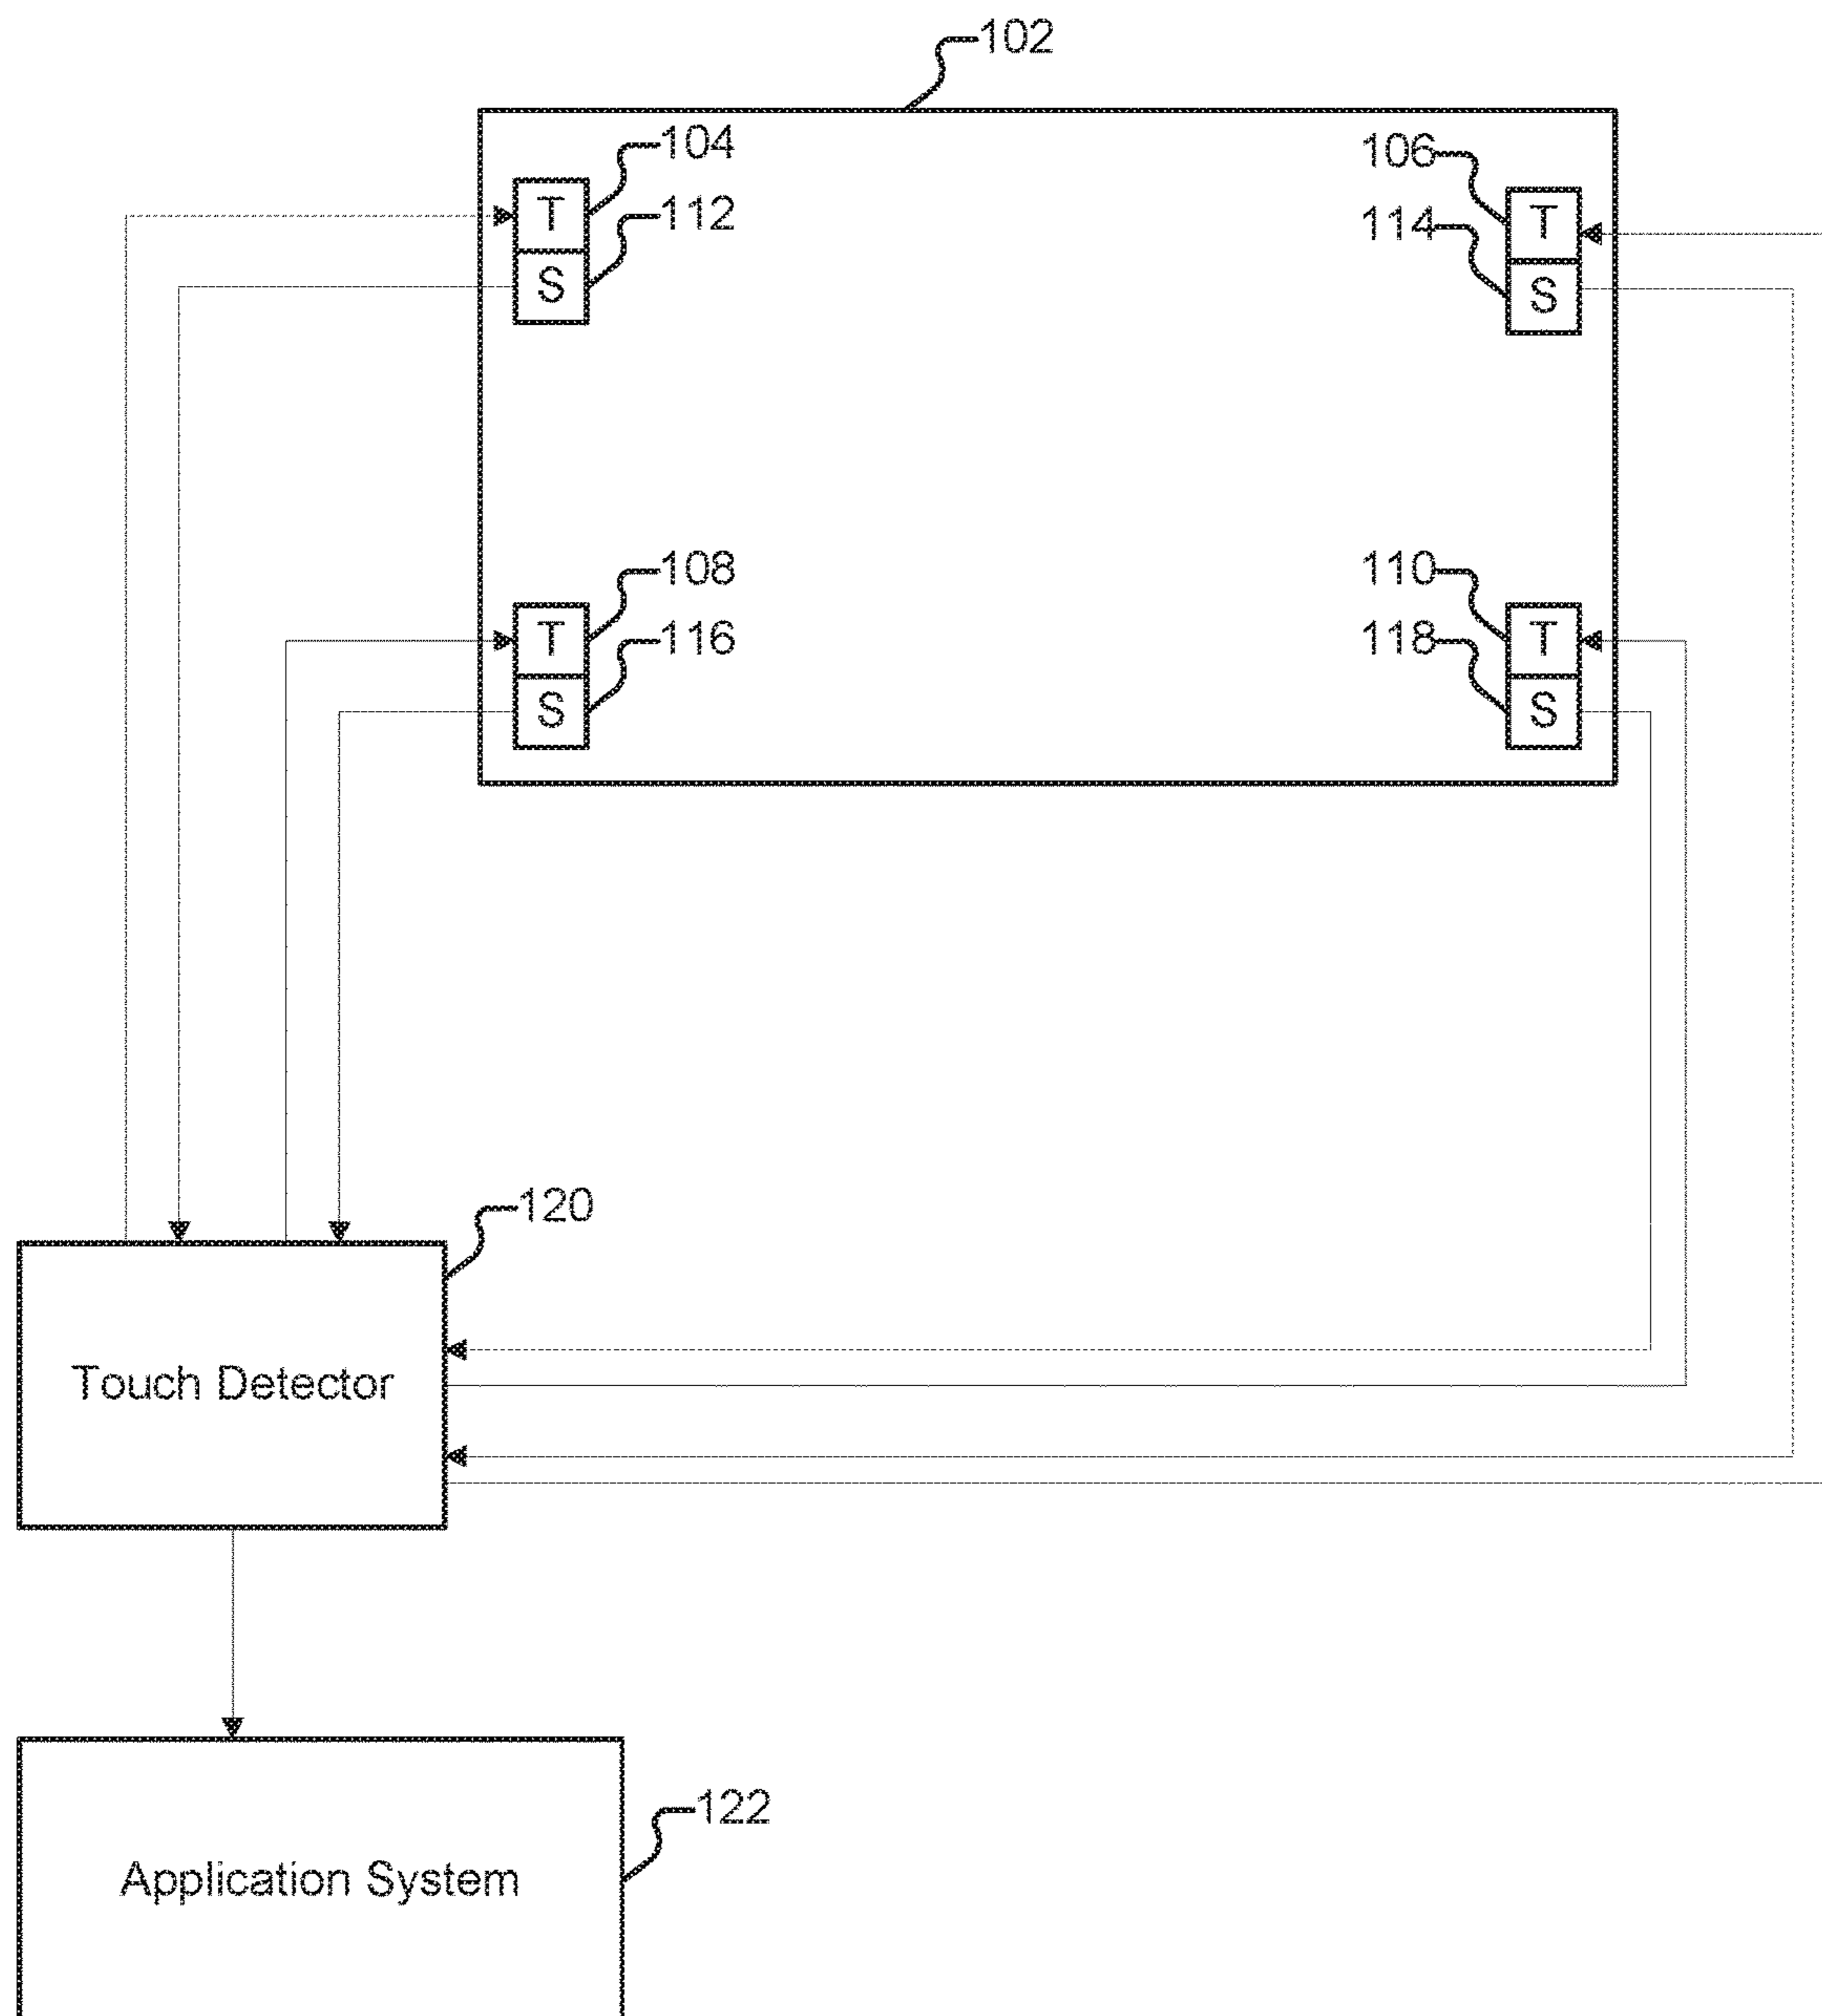 102
104
106
T
T
112
114
S
S
108
110
T
T
116
118
S
S
120
Touch Detector
122
Application System